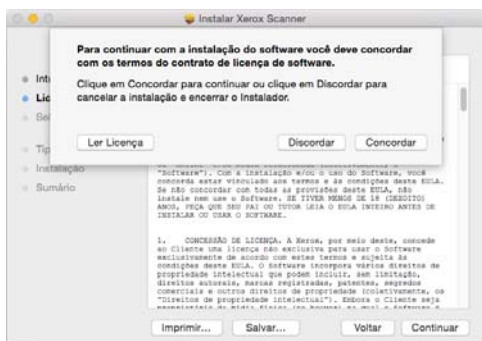 Instalar Xerox Scanner
Para continuar com a instalação do software você deve concordar
com os termos do contrato de licença de software.
Clique em Concordar para continuar ou clique em Discordar para
cancelar a instalação e encerrar o Instalador.
Ler Licença
Discordar
Concordar
Int
Lic
Tip
Instalação
Sumário
"Software"). Com a instalação e/ou o uso do Software, você
concorda estar vinculado aos termos e às condições deste EULA.
Se não concordar com todas as provisões deste EULA, não
instale nem use o Software. SE TIVER MENOS DE 18 (DEZOITO)
ANOS, PEÇA QUE SEU PAI OU TUTOR LEIA O EULA INTEIRO ANTES DE
INSTALAR OU USAR O SOFTWARE.
1. CONCESSÃO DE LICENÇA. A Xerox, por meio deste, concede
ao Cliente uma licença não exclusiva para usar o Software
exclusivamente de acordo com estes termos e sujeita às
condições deste EULA. O Software incorpora vários direitos de
propriedade intelectual que podem incluir, sem limitação,
direitos autorais, marcas registradas, patentes, segredos
comerciais e outros direitos de propriedade (coletivamente, os
"Direitos de propriedade intelectual"). Embora o Cliente seja
Imprimir...
Salvar...
Voltar
Continuar